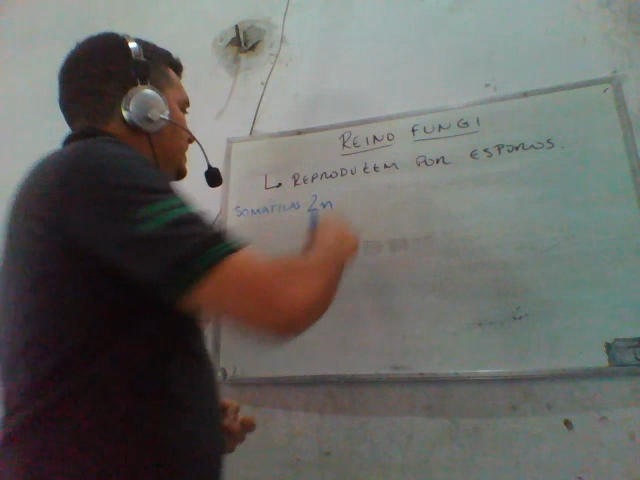 REINO FUNGI
↳ REPRODUZEM POR ESPOROS.
SOMATICAS 2n